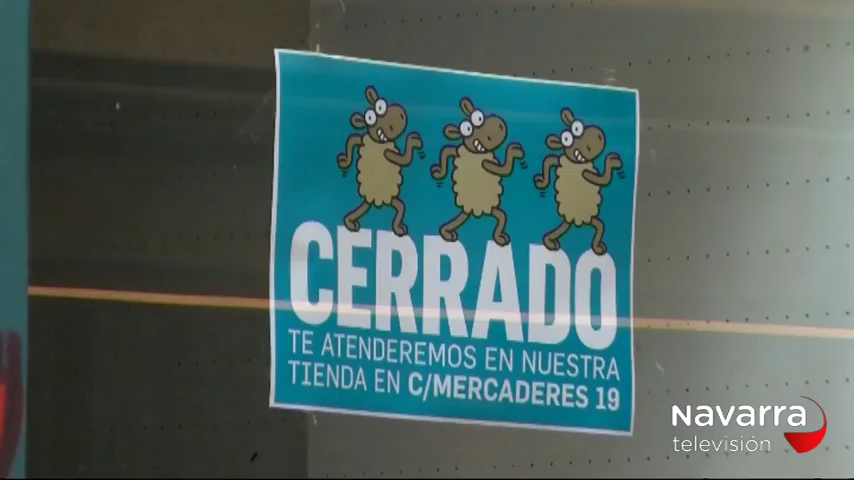 CERRADO
TE ATENDEREMOS EN NUESTRA
TIENDA EN C/MERCADERES 19
Navarra
televisión